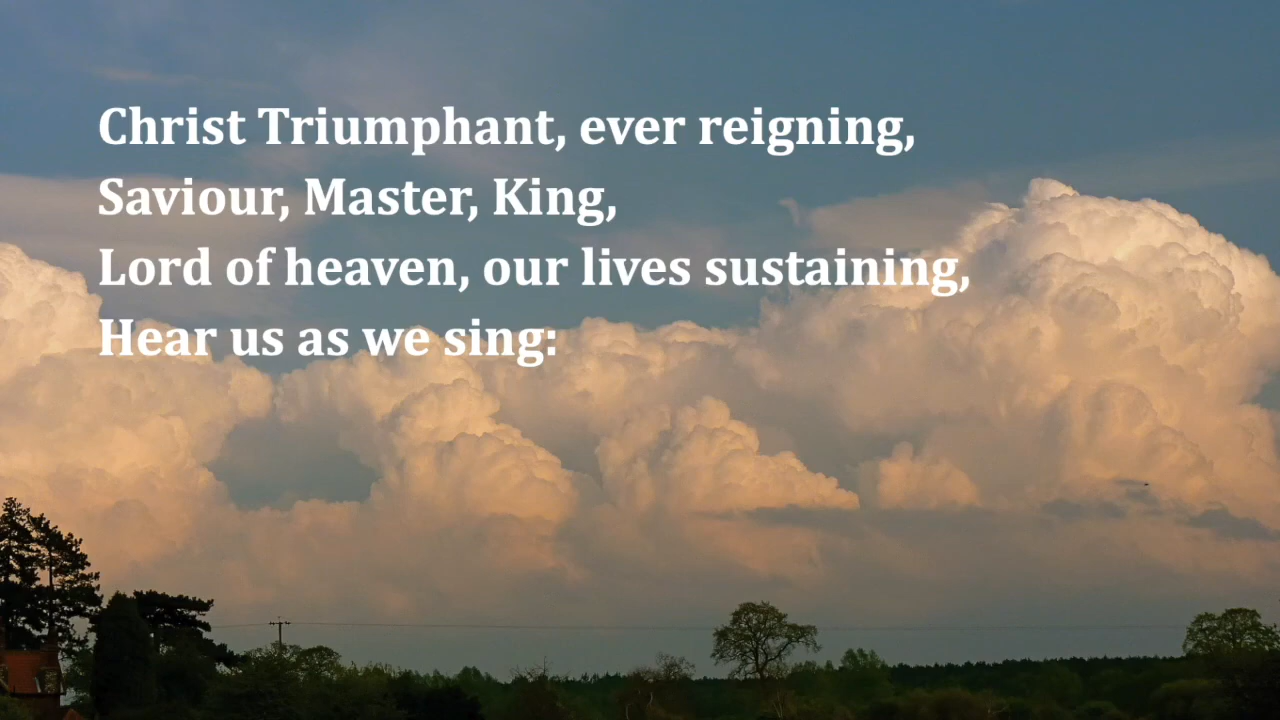 Christ Triumphant, ever reigning,
Saviour, Master, King,
Lord of heaven, our lives sustaining,
Hear us as we sing: